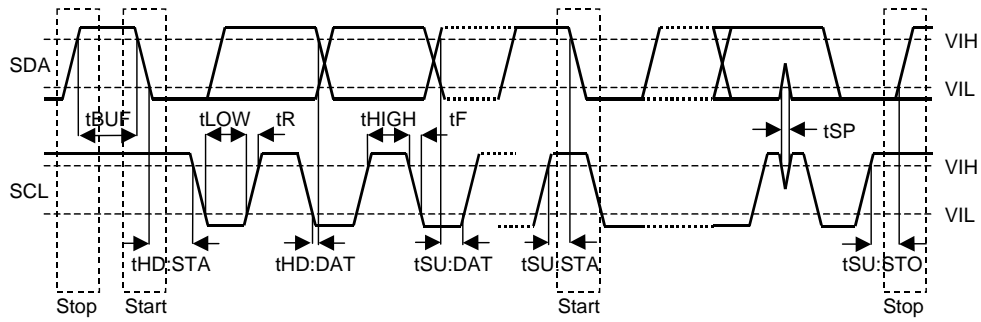 VIH
SDA
VIL
tBUF
tLOW
tR
tHIGH
tF
tSP
VIH
SCL
VIL
tHD:STA
tHD:DAT
tSU:DAT
tSU:STA
tSU:STO
Stop
Start
Start
Stop